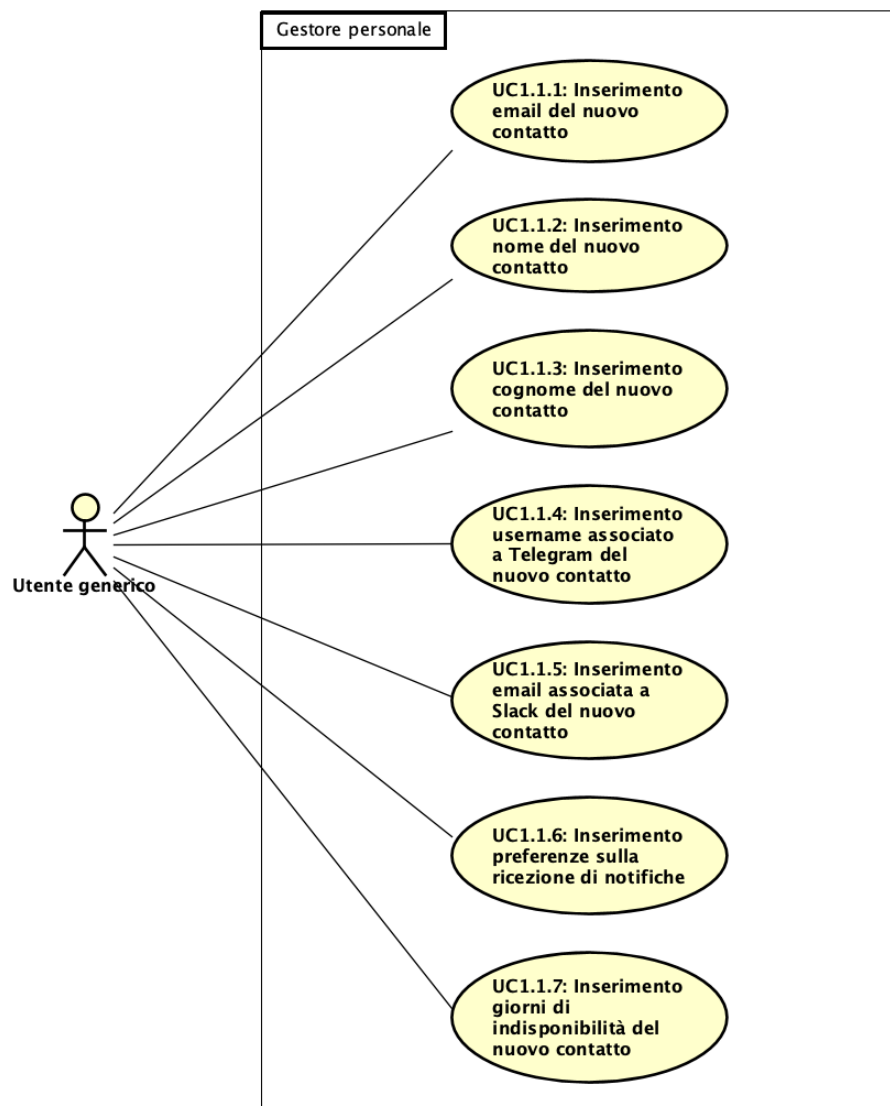 Gestore personale
UC1.1.1: Inserimento
email del nuovo
contatto
UC1.1.2: Inserimento
nome del nuovo
contatto
UC1.1.3: Inserimento
cognome del nuovo
contatto
UC1.1.4: Inserimento
username associato
a Telegram del
nuovo contatto
Utente generico
UC1.1.5: Inserimento
email associata a
Slack del nuovo
contatto
UC1.1.6: Inserimento
preferenze sulla
ricezione di notifiche
UC1.1.7: Inserimento
giorni di
indisponibilità del
nuovo contatto